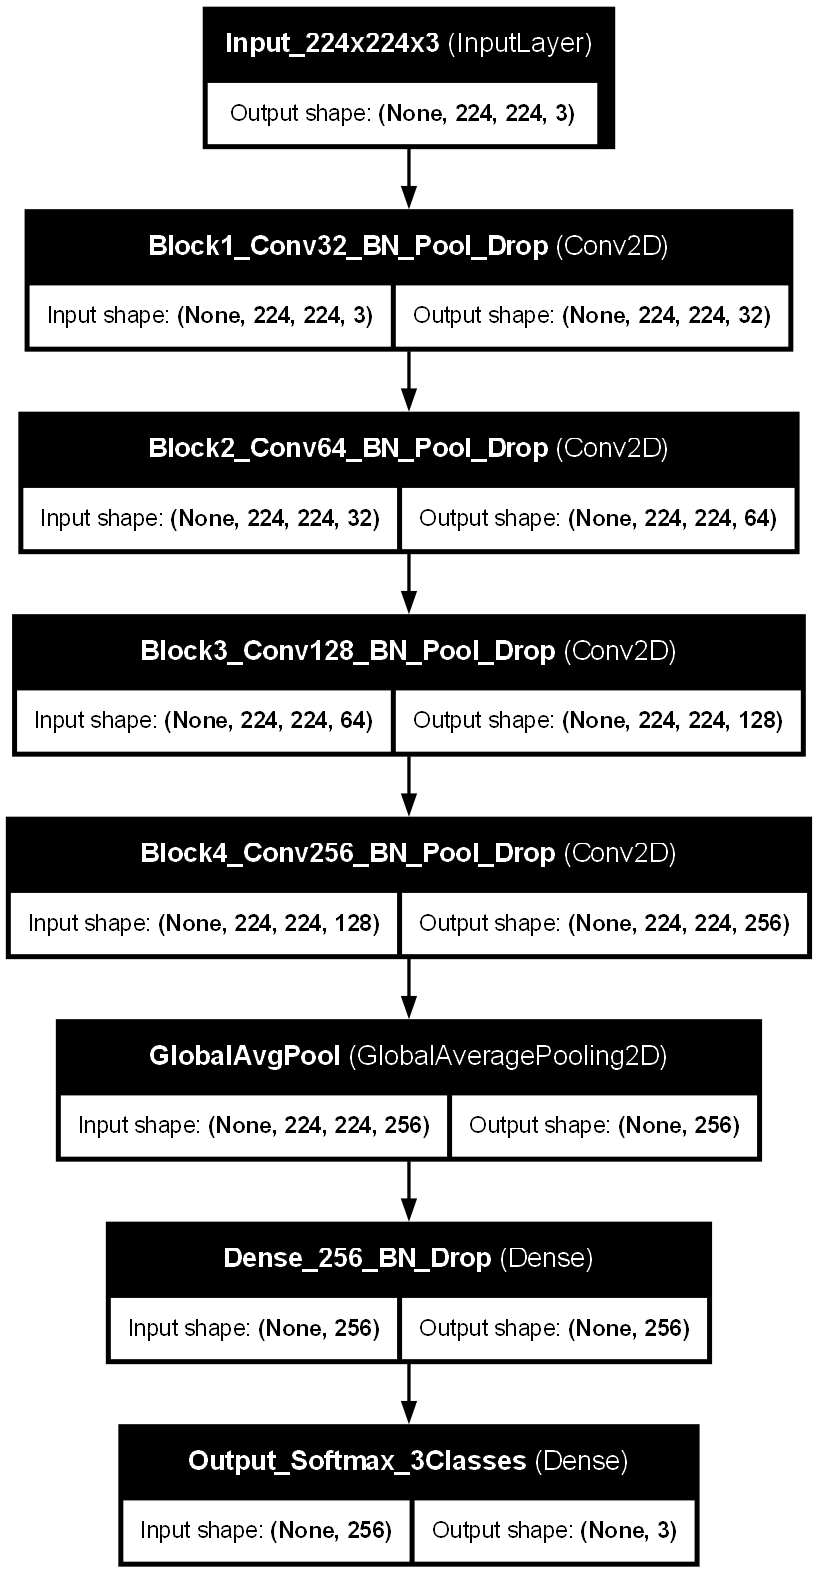 Input_224x224x3 (InputLayer)
Output shape: (None, 224, 224, 3)
Block1_Conv32_BN_Pool_Drop (Conv2D)
Input shape: (None, 224, 224, 3) Output shape: (None, 224, 224, 32)
Block2_Conv64_BN_Pool_Drop (Conv2D)
Input shape: (None, 224, 224, 32) Output shape: (None, 224, 224, 64)
Block3_Conv128_BN_Pool_Drop (Conv2D)
Input shape: (None, 224, 224, 64) Output shape: (None, 224, 224, 128)
Block4_Conv256_BN_Pool_Drop (Conv2D)
Input shape: (None, 224, 224, 128) Output shape: (None, 224, 224, 256)
GlobalAvgPool (GlobalAveragePooling2D)
Input shape: (None, 224, 224, 256) Output shape: (None, 256)
Dense_256_BN_Drop (Dense)
Input shape: (None, 256) Output shape: (None, 256)
Output_Softmax_3Classes (Dense)
Input shape: (None, 256) Output shape: (None, 3)